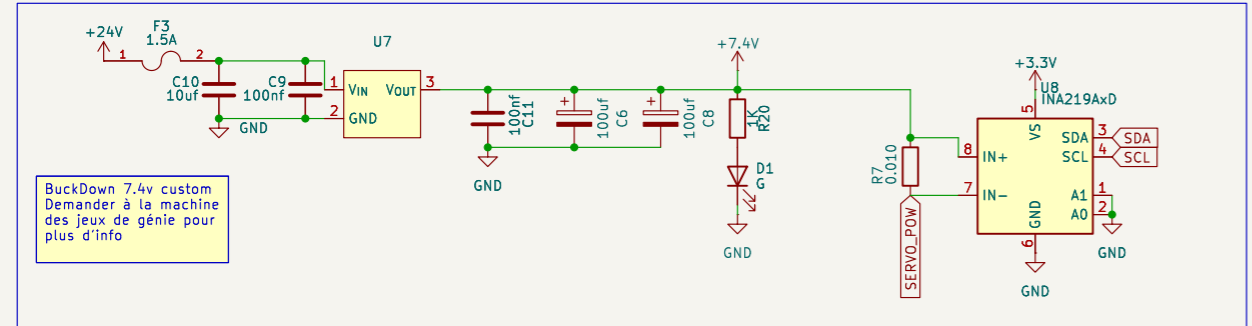 +24V
F3
1.5A
1
2
C10
10uf
C9
100nf
GND
U7
1
VIN
VOUT
3
2
GND
BuckDown 7.4v custom
Demander à la machine
des jeux de génie pour
plus d'info
100nf
C11
GND
100uf
C6
100uf
C8
+7.4V
1K
R20
D1
G
GND
R7
0.010
SERVO_POW
+3.3V
U8
INA219AxD
5
VS
8
IN+
7
IN-
SDA
3
SDA
SCL
4
SCL
A1
1
A0
2
GND
6
GND
GND